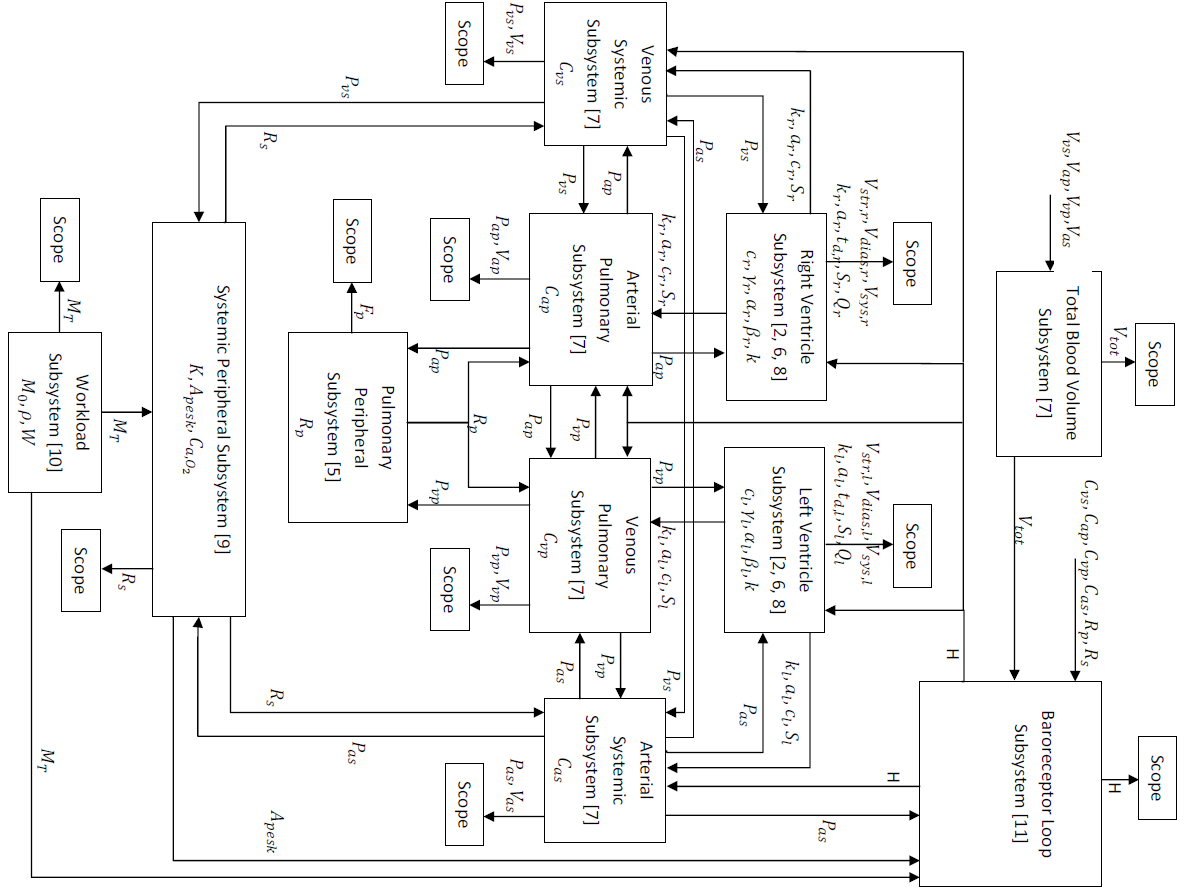 Scope
Scope
V_tot
H
V_vs, V_ap, V_vp, V_as
Total Blood Volume
Subsystem [7]
C_vs, C_ap, C_vp, C_as, R_p, R_s
V_tot
Baroreceptor Loop
Subsystem [11]
H
H
Scope
Scope
V_str,r, V_dias,r, V_sys,r
k_r, a_r, t_d,r, S_r, Q_r
V_str,l, V_dias,l, V_sys,l
k_l, a_l, t_d,l, S_l, Q_l
k_r, a_r, c_r, S_r
Right Ventricle
Subsystem [2, 6, 8]
c_r, γ_r, α_r, β_r, k
Left Ventricle
Subsystem [2, 6, 8]
c_l, γ_l, α_l, β_l, k
k_l, a_l, c_l, S_l
P_vs
P_as
P_as
P_as
k_r, a_r, c_r, S_r
P_ap
P_vp
k_l, a_l, c_l, S_l
P_vs
Venous
Systemic
Subsystem [7]
C_vs
P_ap
P_vs
Arterial
Pulmonary
Subsystem [7]
C_ap
P_vp
P_ap
Venous
Pulmonary
Subsystem [7]
C_vp
P_vp
P_as
Arterial
Systemic
Subsystem [7]
C_as
P_vs, V_vs
Scope
P_ap, V_ap
Scope
P_vp, V_vp
Scope
P_as, V_as
Scope
P_ap
R_p
P_vp
Pulmonary
Peripheral
Subsystem [5]
R_p
F_p
Scope
P_vs
R_s
R_s
P_as
A_pesk
Systemic Peripheral Subsystem [9]
K, A_pesk, C_a,O_2
R_s
Scope
M_T
Workload
Subsystem [10]
M_0, ρ, W
M_T
Scope
M_T